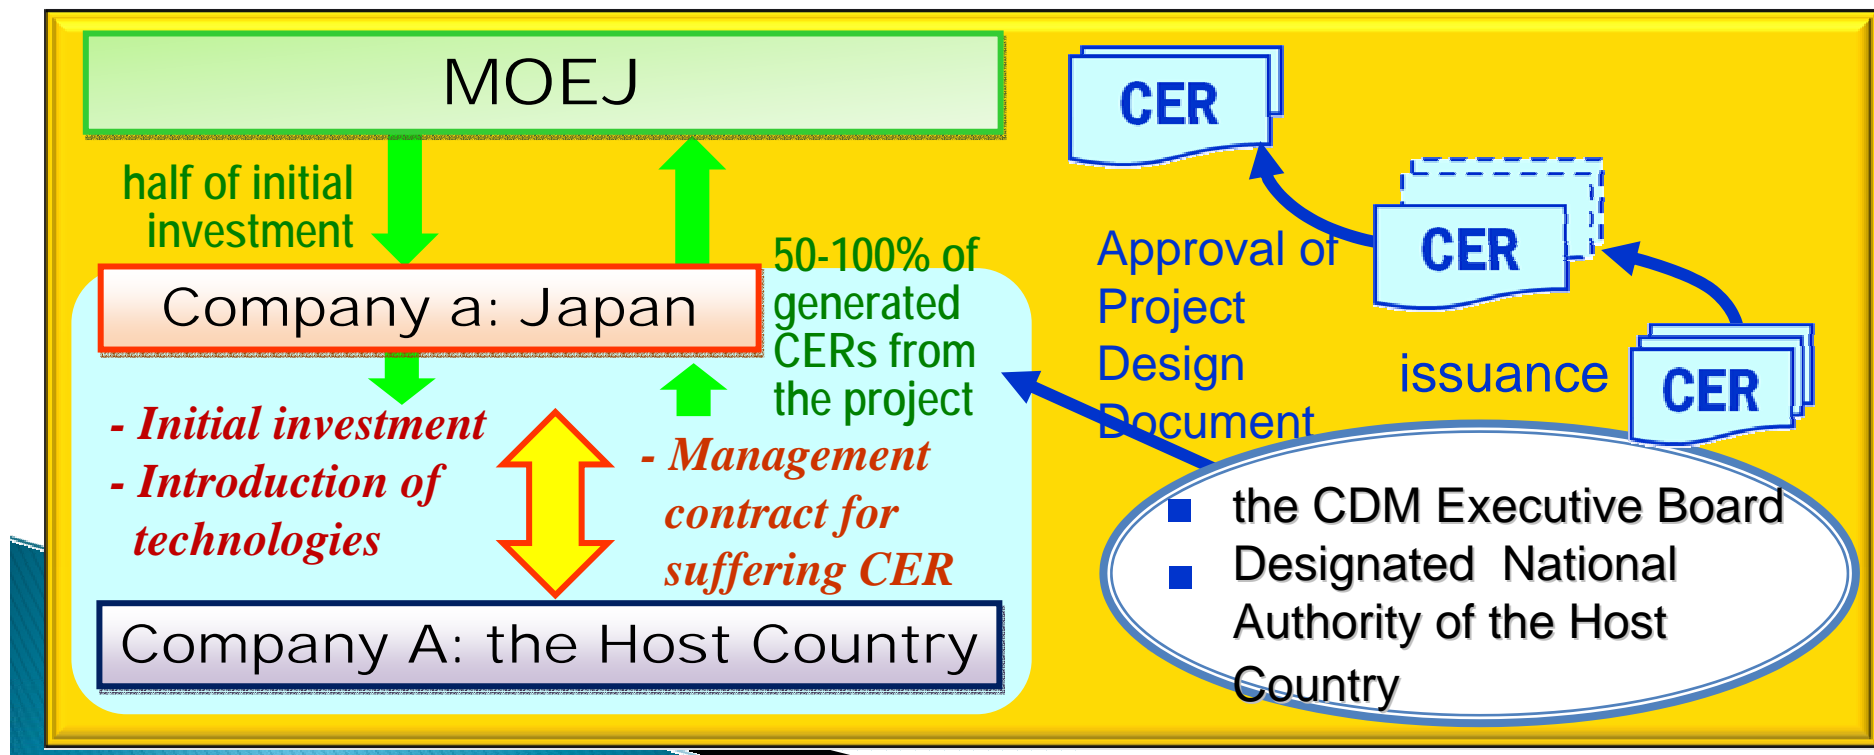 MOEJ
half of initial
investment
Company a: Japan
50-100% of
generated
CERs from
the project
- Initial investment
- Introduction of
technologies
- Management
contract for
suffering CER
Company A: the Host Country
CER
CER
CER
Approval of
Project
Design
Document
issuance
the CDM Executive Board
Designated National
Authority of the Host
Country